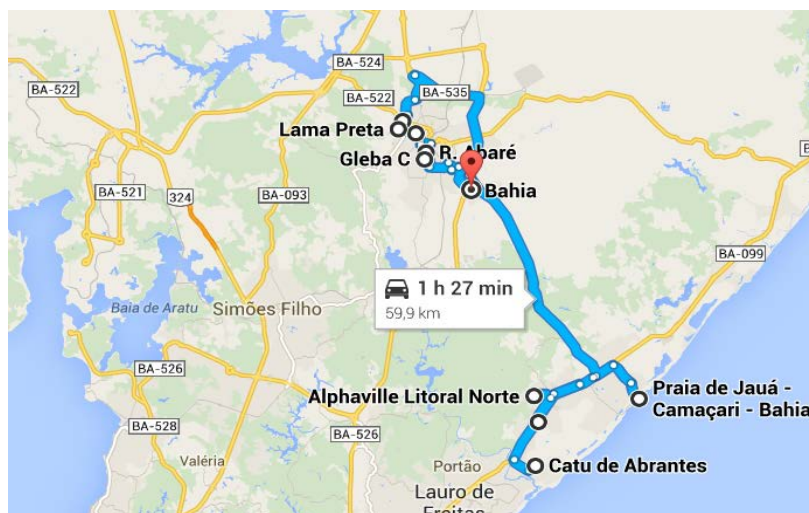 BA-524
BA-522
BA-522
BA-535
Lama Preta
R. Abaré
Gleba C
Bahia
BA-521
324
BA-093
BA-099
1 h 27 min
59,9 km
Baia de Aratu
Simões Filho
BA-526
Alphaville Litoral Norte
Praia de Jauá -
Camaçari - Bahia
BA-528
BA-526
Valéria
Portão
Catu de Abrantes
Lauro de
Freitas